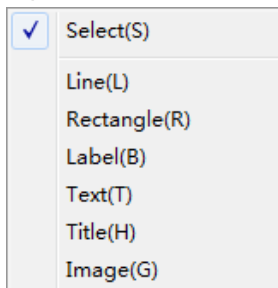 Select(S)
Line(L)
Rectangle(R)
Label(B)
Text(T)
Title(H)
Image(G)